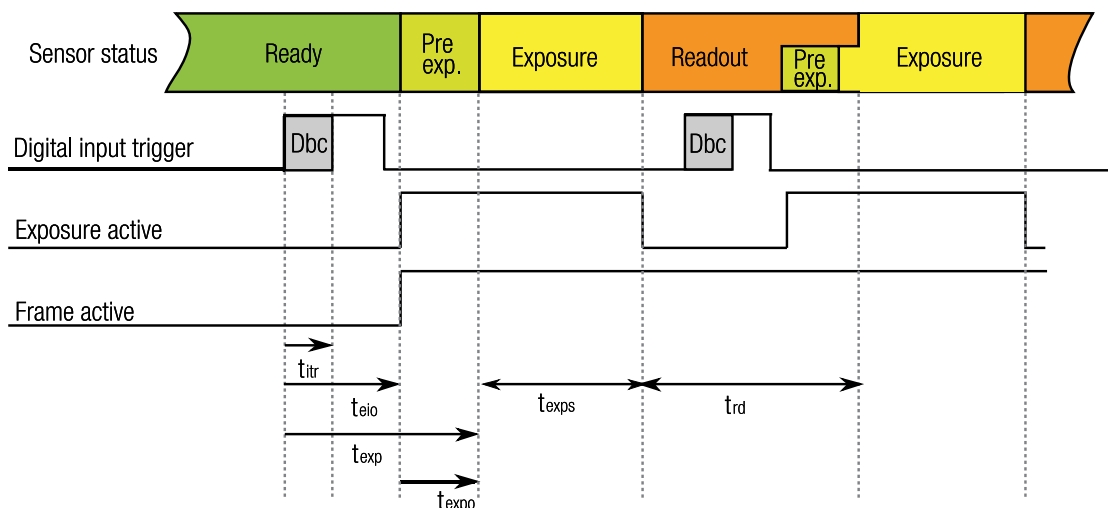 Sensor status
Ready
Pre
exp.
Exposure
Readout
Pre
exp.
Exposure
Digital input trigger
Dbc
Dbc
Exposure active
Frame active
titr
teio
texps
trd
texp
texpo